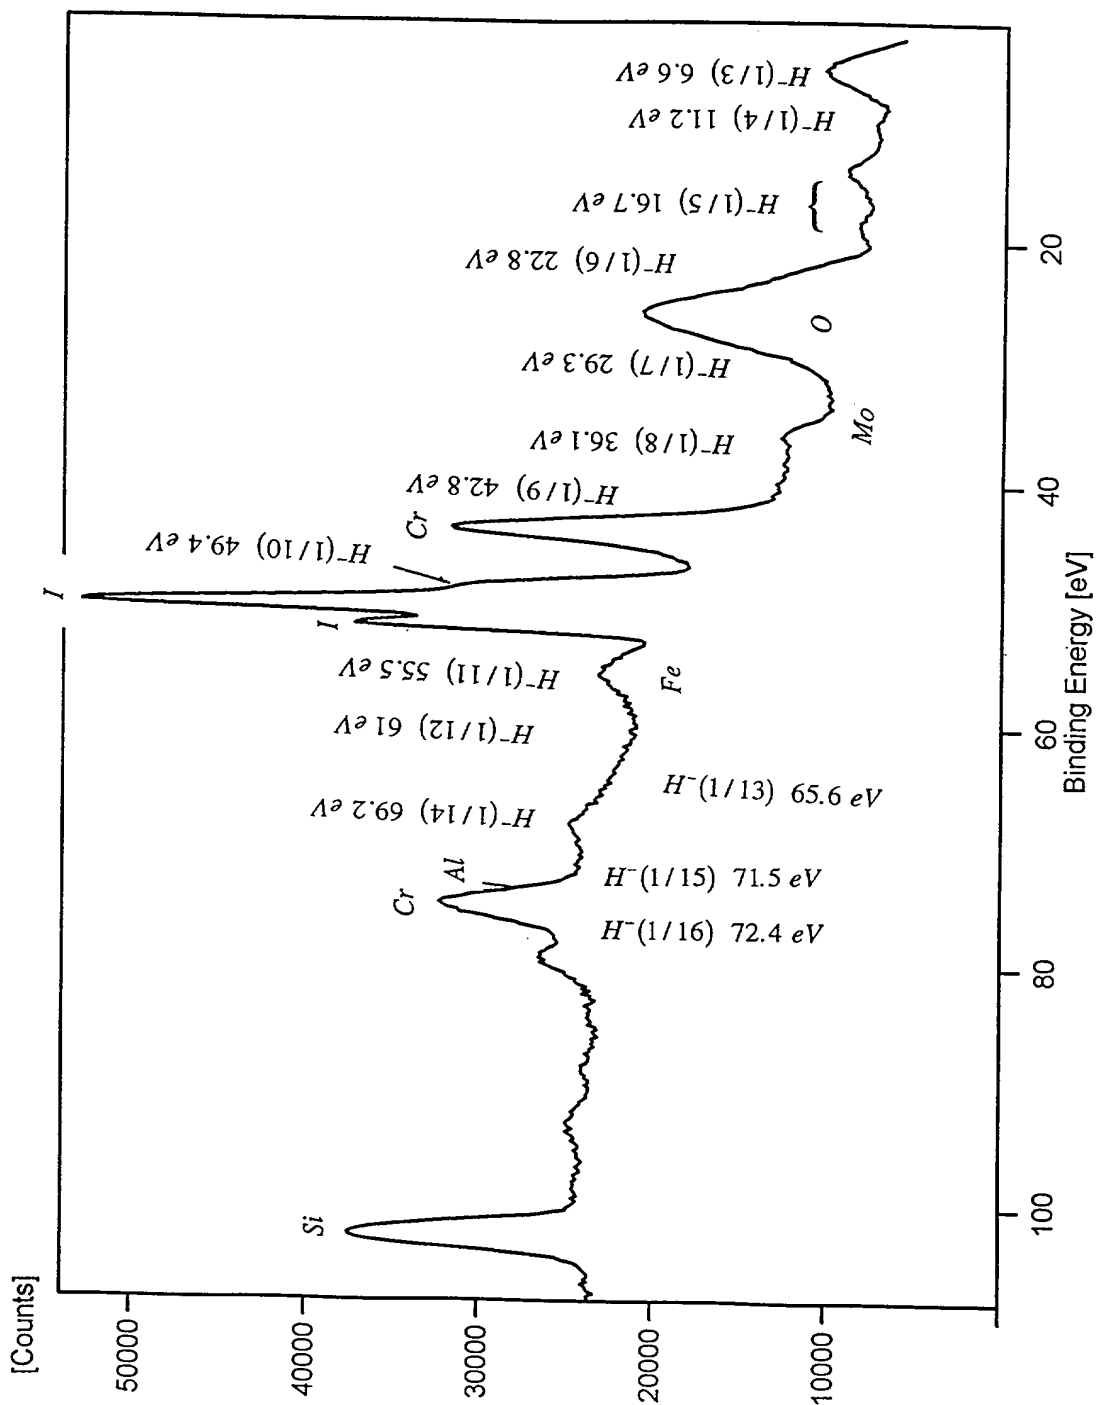 [Counts]
50000
40000
30000
20000
10000
Si
Cr
Al
H⁻(1/16) 72.4 eV
H⁻(1/15) 71.5 eV
H⁻(1/14) 69.2 eV
H⁻(1/13) 65.6 eV
H⁻(1/12) 61 eV
H⁻(1/11) 55.5 eV
Fe
I
I
H⁻(1/10) 49.4 eV
Cr
H⁻(1/9) 42.8 eV
H⁻(1/8) 36.1 eV
Mo
H⁻(1/7) 29.3 eV
O
H⁻(1/6) 22.8 eV
H⁻(1/5) 16.7 eV
H⁻(1/4) 11.2 eV
H⁻(1/3) 6.6 eV
100
80
60
40
20
Binding Energy [eV]